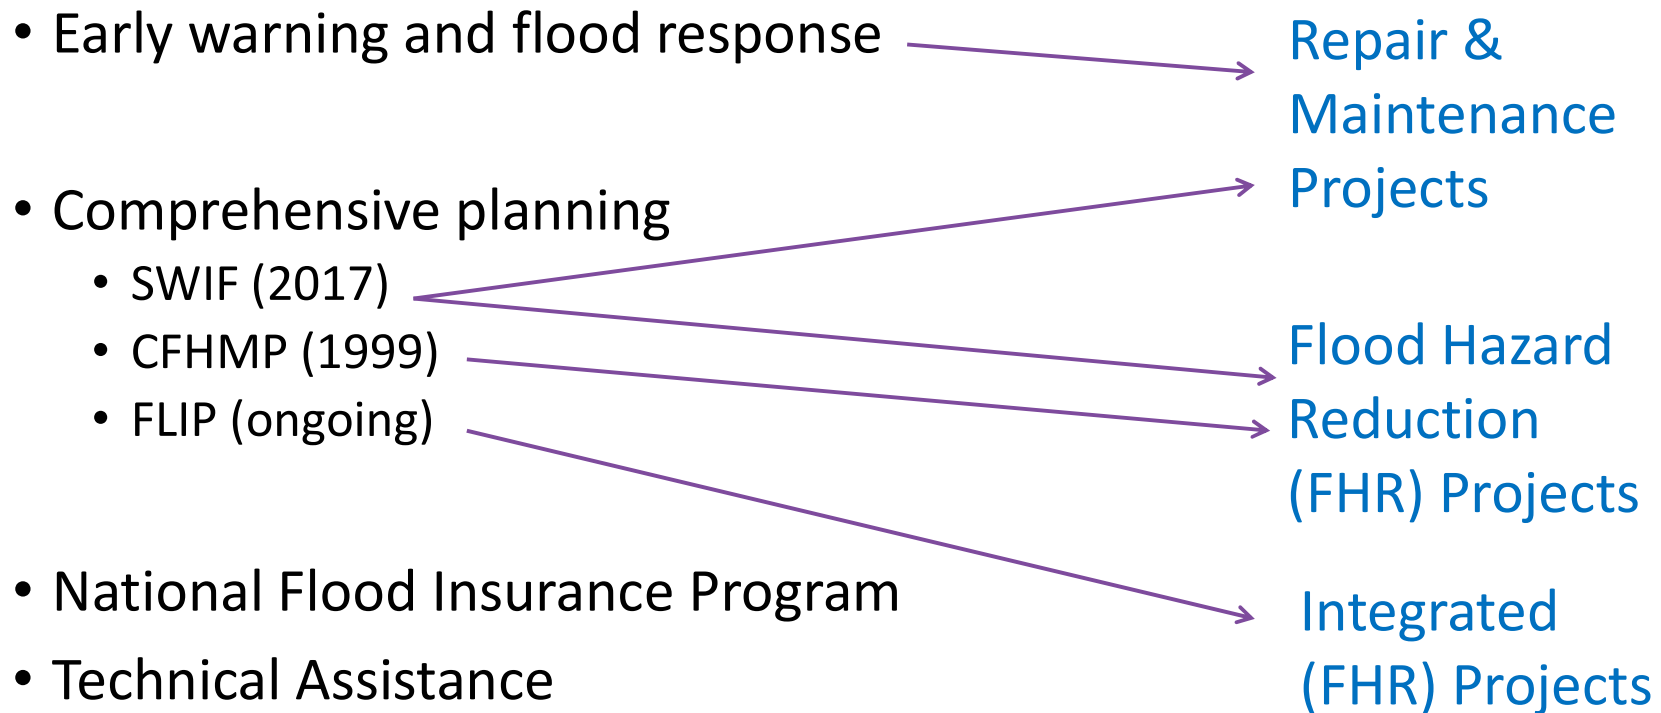 • Early warning and flood response
• Comprehensive planning
• SWIF (2017)
• CFHMP (1999)
• FLIP (ongoing)
• National Flood Insurance Program
• Technical Assistance
Repair &
Maintenance
Projects
Flood Hazard
Reduction
(FHR) Projects
Integrated
(FHR) Projects